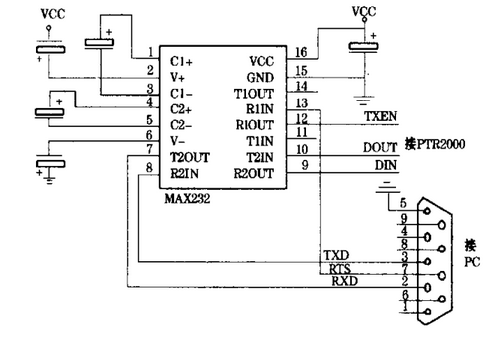 VCC
VCC
1 C1+ VCC 16
2 V+ GND 15
3 C1- T1OUT 14
4 C2+ R1IN 13
5 C2- R1OUT 12 TXEN
6 V- T1IN 11
7 T2OUT T2IN 10 DOUT 接PTR2000
8 R2IN R2OUT 9 DIN
MAX232
5
9
4
8
TXD 3
RTS 7
RXD 2
6
1
接
PC
+
+
+
+
+